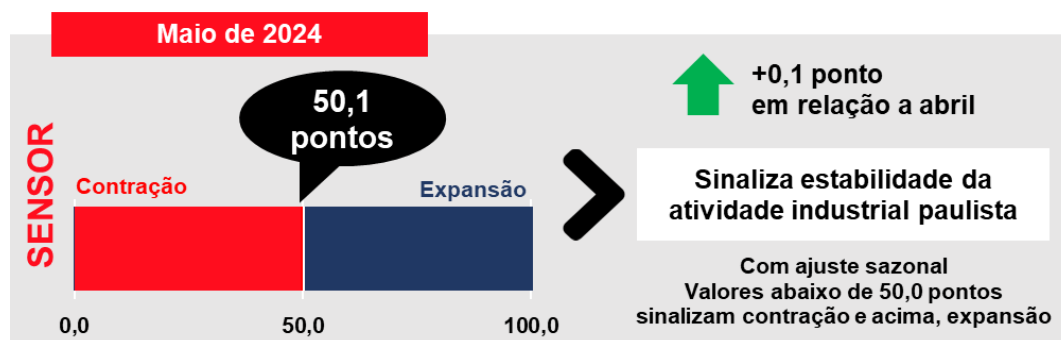 Maio de 2024
SENSOR
50,1
pontos
Contração
Expansão
0,0
50,0
100,0
+0,1 ponto
em relação a abril
Sinaliza estabilidade da
atividade industrial paulista
Com ajuste sazonal
Valores abaixo de 50,0 pontos
sinalizam contração e acima, expansão